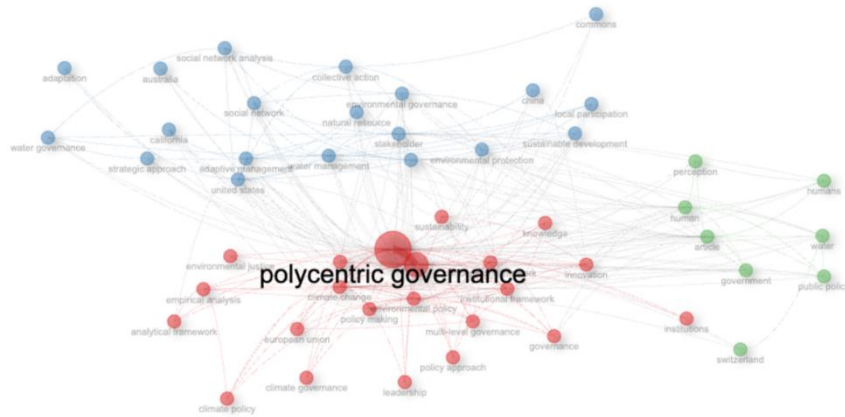 commons
social network analysis
adaptation
australia
collective action
environmental governance
china
social network
natural resource
local participation
california
stakeholder
sustainable development
water governance
strategic approach
adaptive management
water management
environmental protection
united states
perception
humans
human
sustainability
knowledge
article
water
environmental justice
polycentric governance
innovation
government
public polic
climate change
institutional framework
empirical analysis
environmental policy
policy making
analytical framework
multi-level governance
institutions
european union
governance
switzerland
policy approach
climate governance
leadership
climate policy